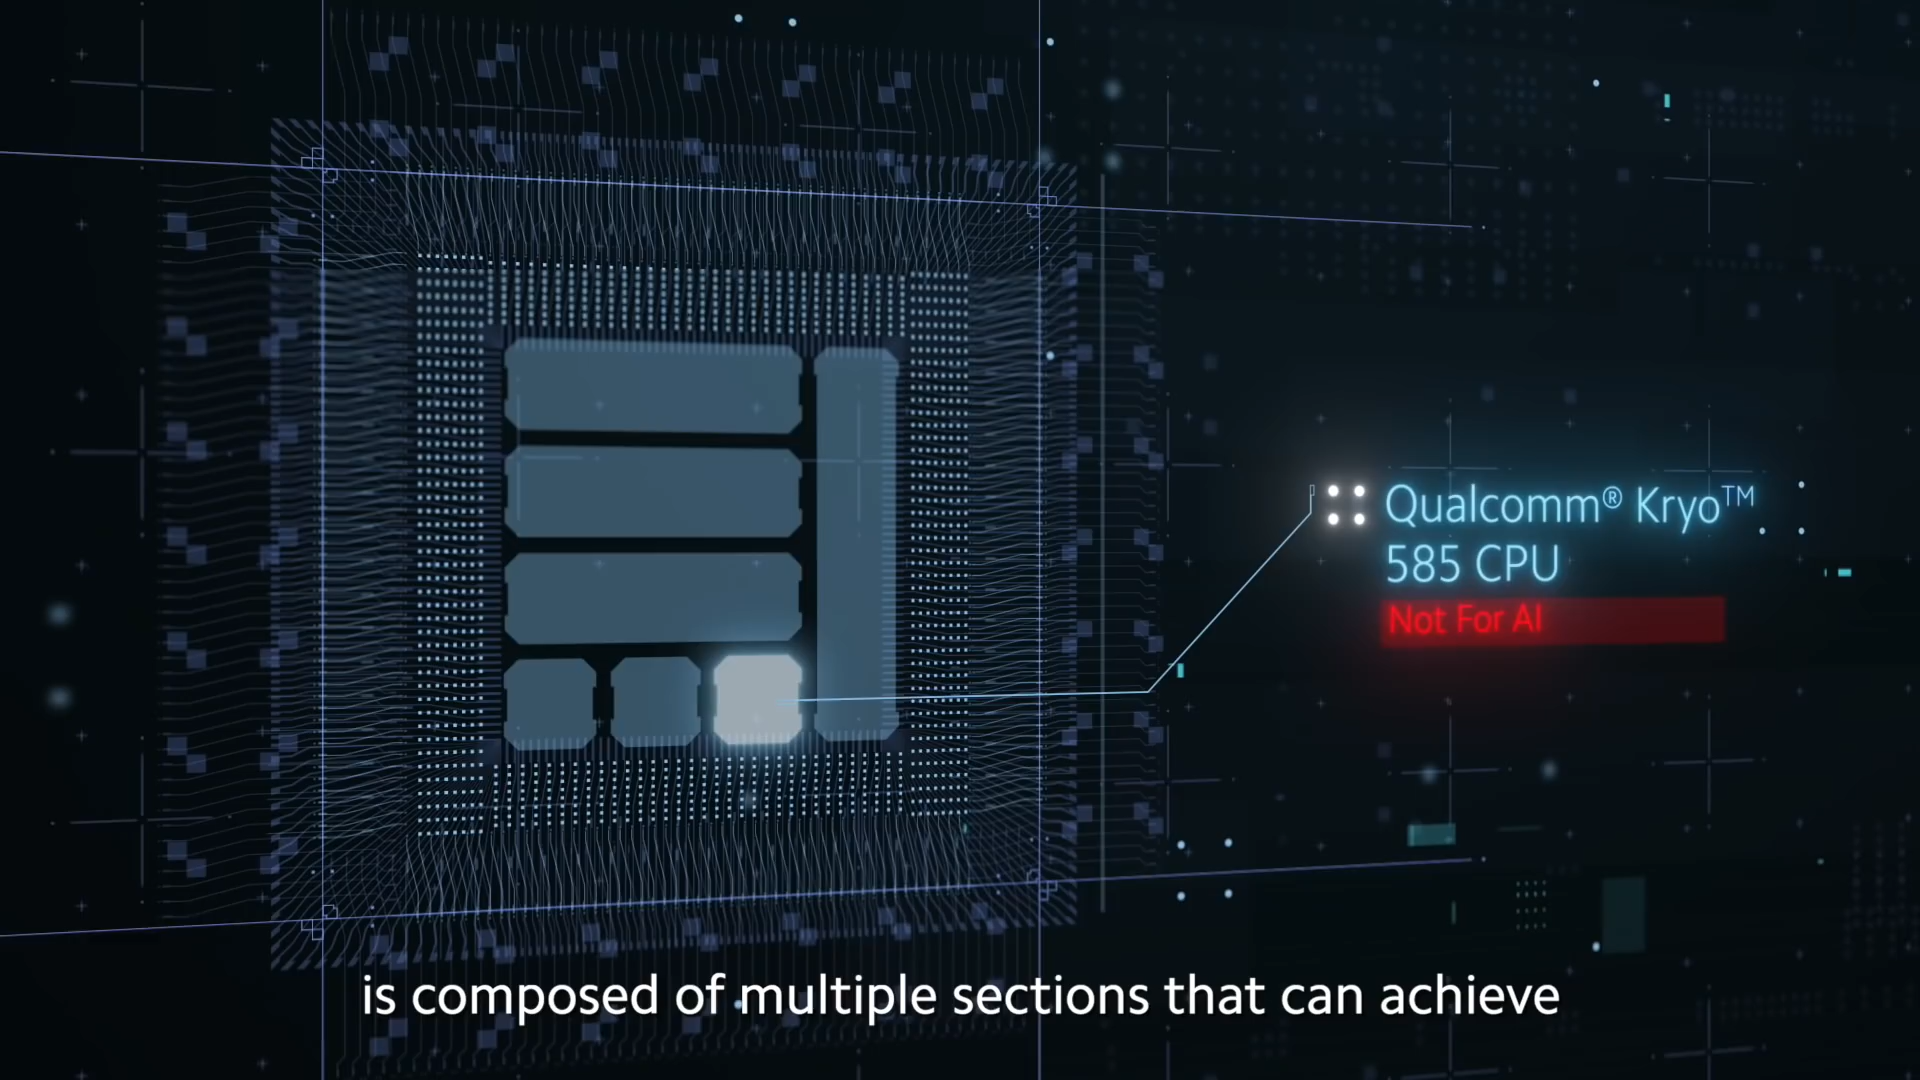 Qualcomm® Kryo™
585 CPU
Not For AI
is composed of multiple sections that can achieve